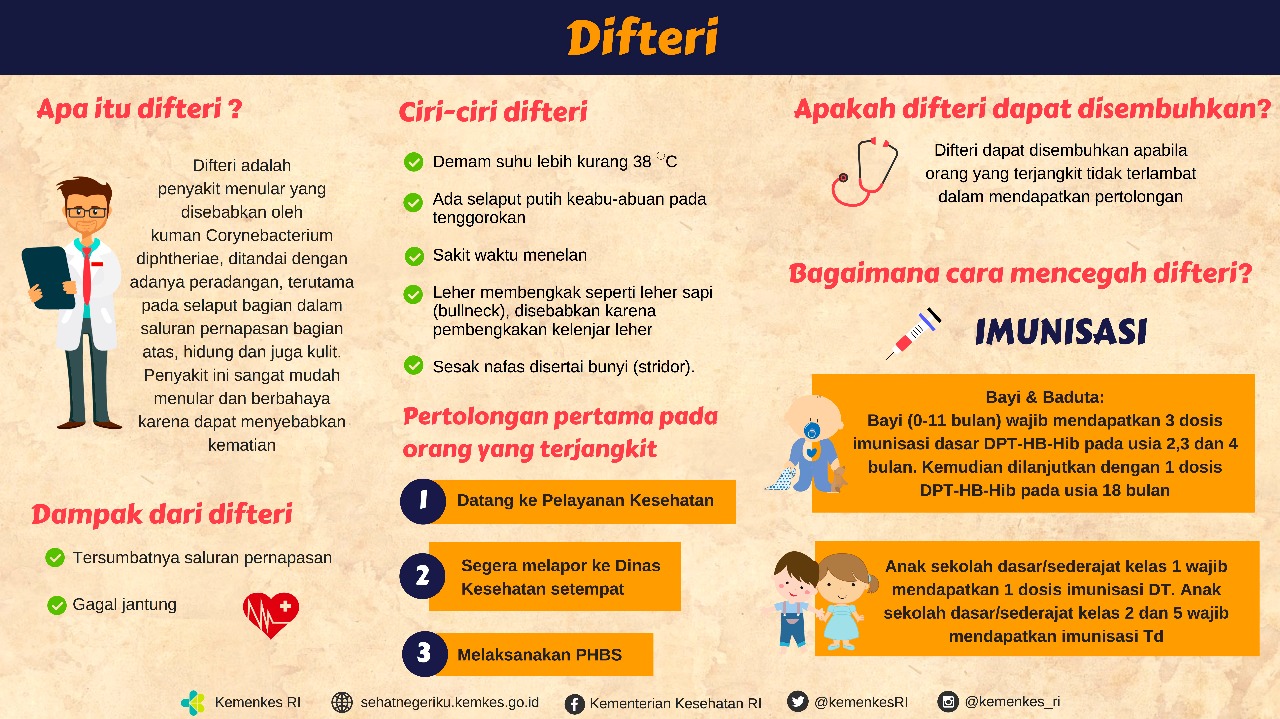 Difteri
Apa itu difteri ?
Difteri adalah
penyakit menular yang
disebabkan oleh
kuman Corynebacterium
diphtheriae, ditandai dengan
adanya peradangan, terutama
pada selaput bagian dalam
saluran pernapasan bagian
atas, hidung dan juga kulit.
Penyakit ini sangat mudah
menular dan berbahaya
karena dapat menyebabkan
kematian
Dampak dari difteri
Tersumbatnya saluran pernapasan
Gagal jantung
Ciri-ciri difteri
Demam suhu lebih kurang 38 °C
Ada selaput putih keabu-abuan pada
tenggorokan
Sakit waktu menelan
Leher membengkak seperti leher sapi
(bullneck), disebabkan karena
pembengkakan kelenjar leher
Sesak nafas disertai bunyi (stridor).
Pertolongan pertama pada
orang yang terjangkit
1 Datang ke Pelayanan Kesehatan
2 Segera melapor ke Dinas
Kesehatan setempat
3 Melaksanakan PHBS
Apakah difteri dapat disembuhkan?
Difteri dapat disembuhkan apabila
orang yang terjangkit tidak terlambat
dalam mendapatkan pertolongan
Bagaimana cara mencegah difteri?
IMUNISASI
Bayi & Baduta:
Bayi (0-11 bulan) wajib mendapatkan 3 dosis
imunisasi dasar DPT-HB-Hib pada usia 2,3 dan 4
bulan. Kemudian dilanjutkan dengan 1 dosis
DPT-HB-Hib pada usia 18 bulan
Anak sekolah dasar/sederajat kelas 1 wajib
mendapatkan 1 dosis imunisasi DT. Anak
sekolah dasar/sederajat kelas 2 dan 5 wajib
mendapatkan imunisasi Td
Kemenkes RI sehatnegeriku.kemkes.go.id Kementerian Kesehatan RI @kemenkesRI @kemenkes_ri